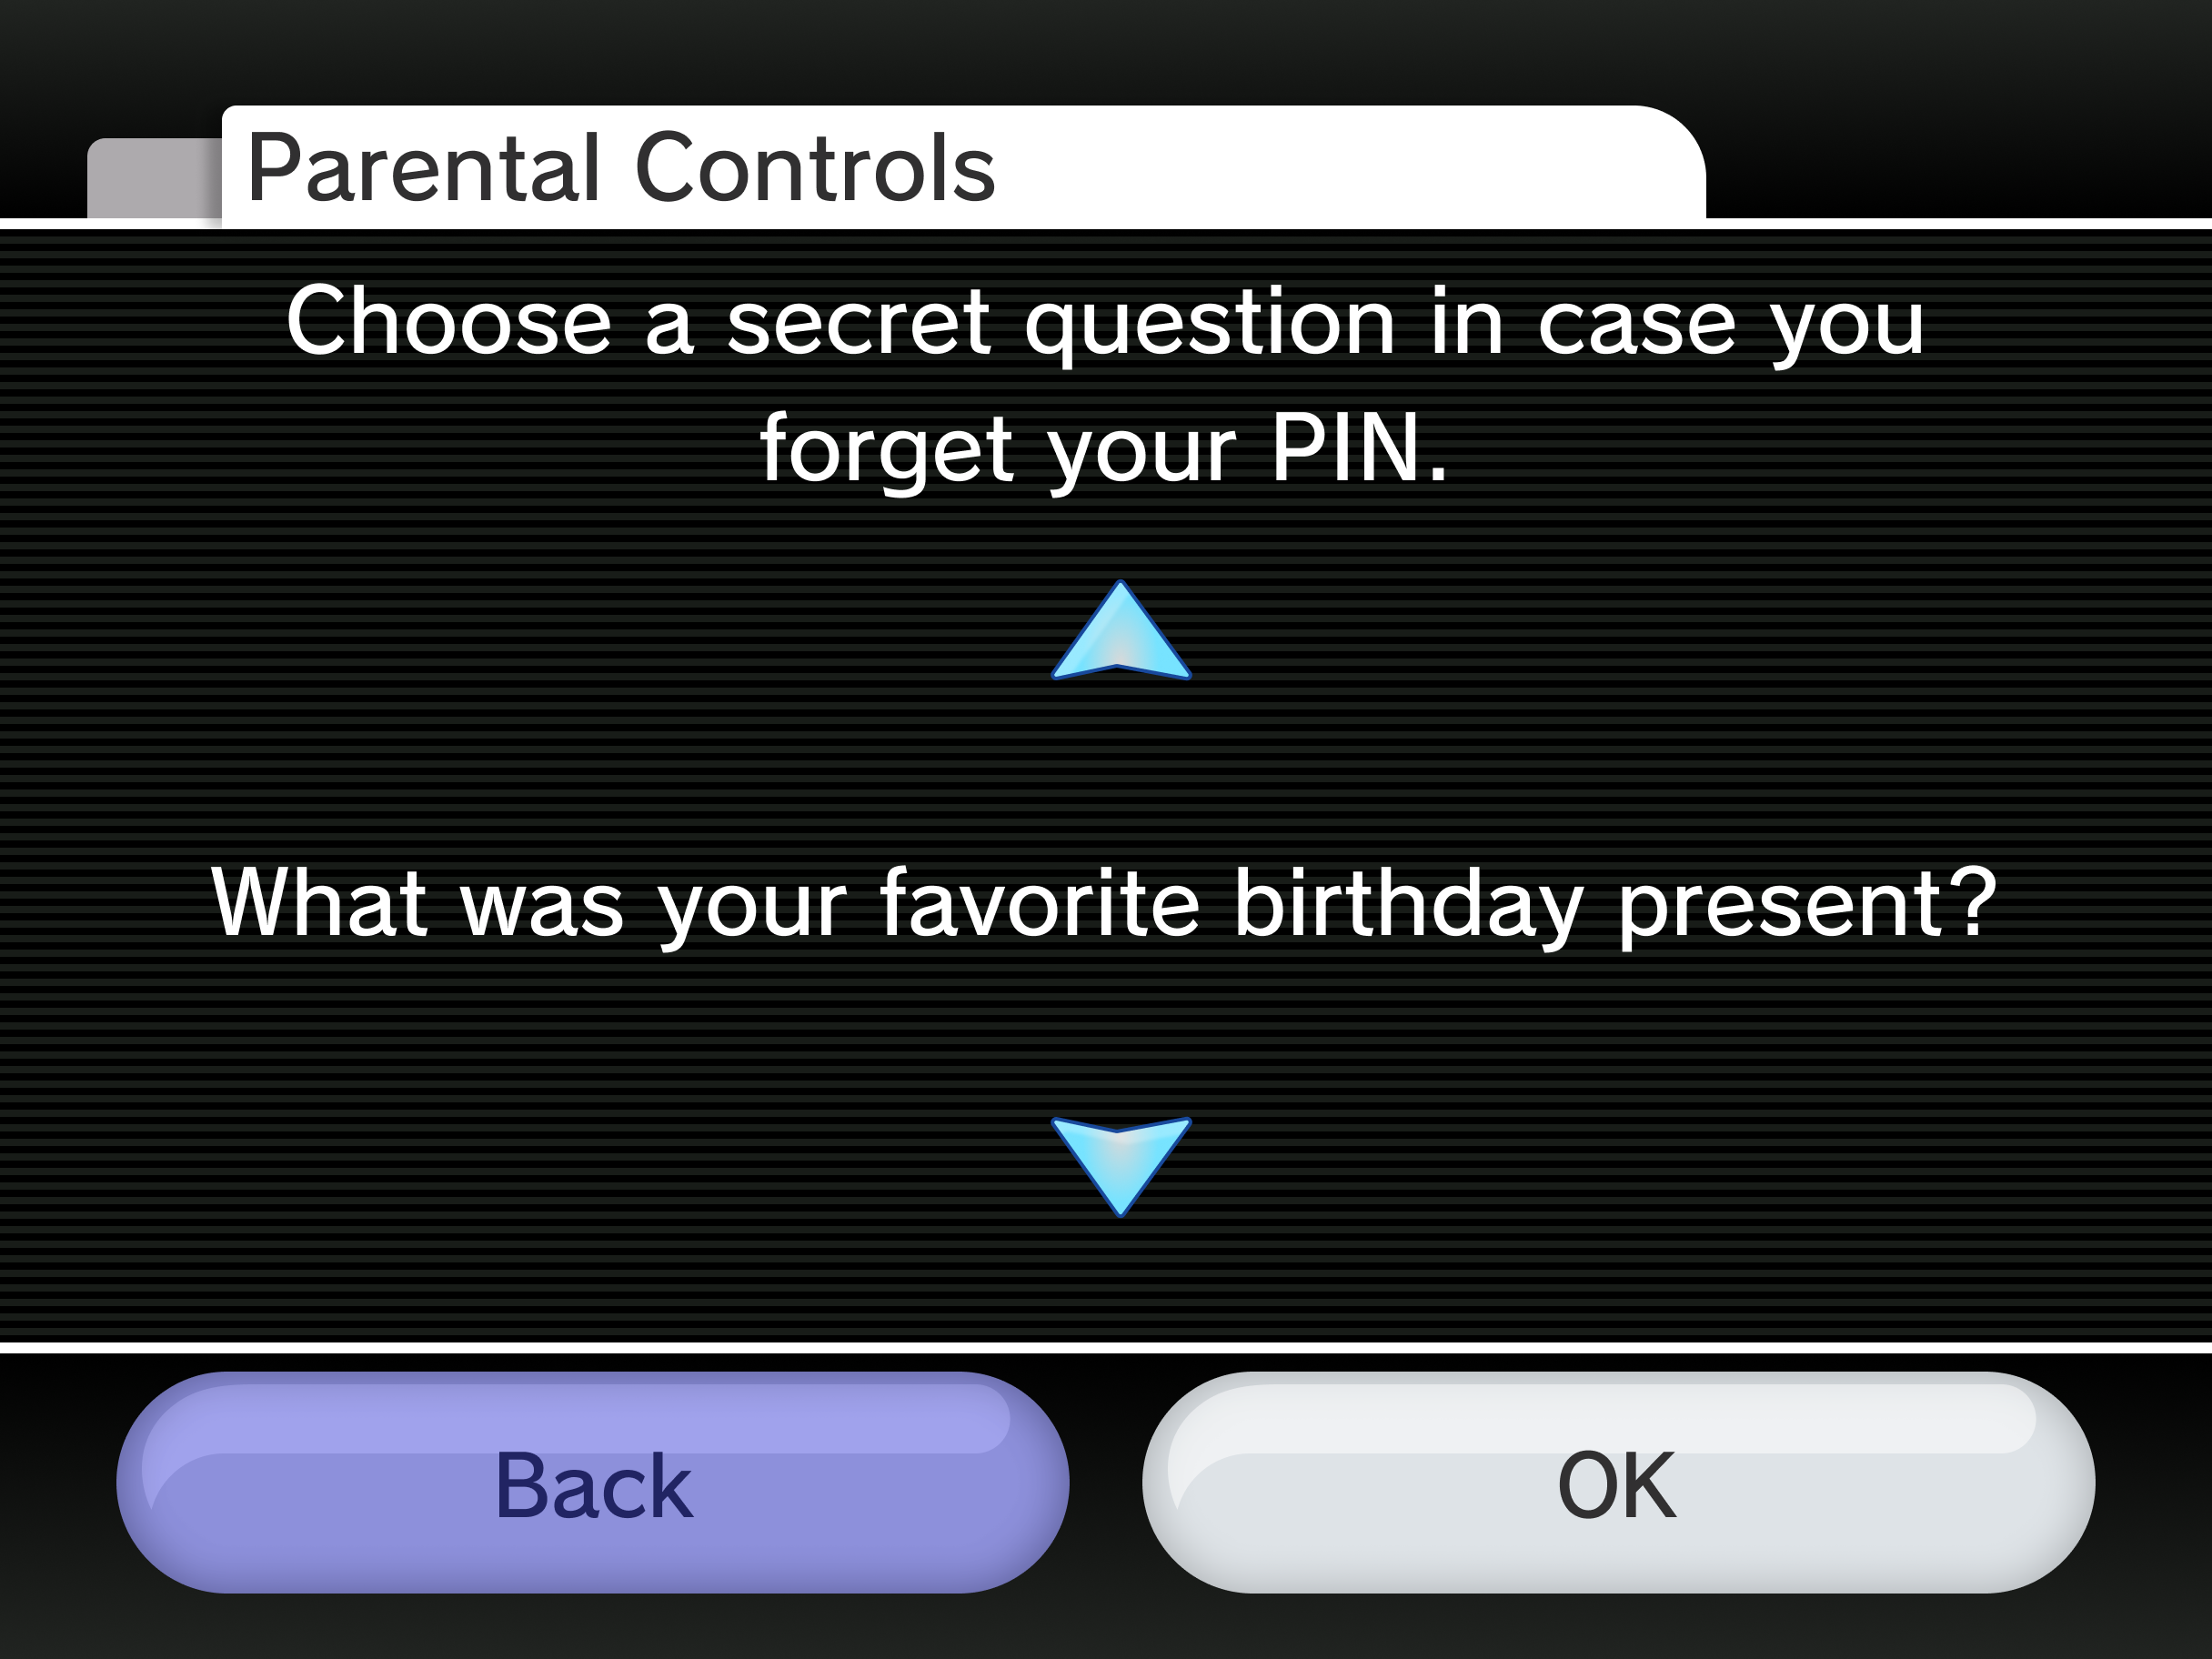 Parental Controls
Choose a secret question in case you
forget your PIN.
What was your favorite birthday present?
Back
OK